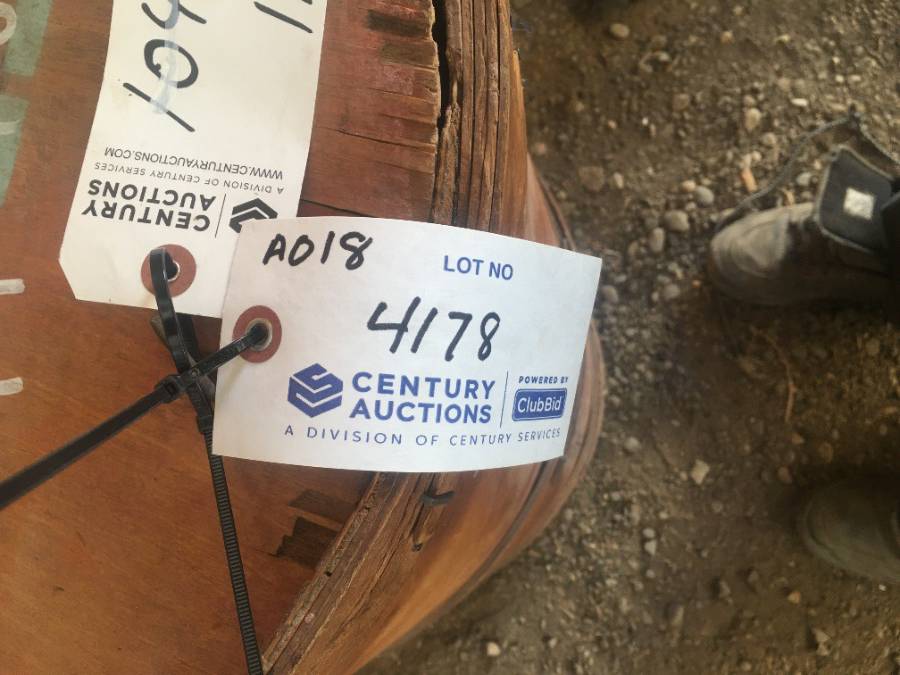 A018
LOT NO
4178
CENTURY
AUCTIONS
A DIVISION OF CENTURY SERVICES
POWERED BY
ClubBid
CENTURY
AUCTIONS
A DIVISION OF CENTURY SERVICES
WWW.CENTURYAUCTIONS.COM